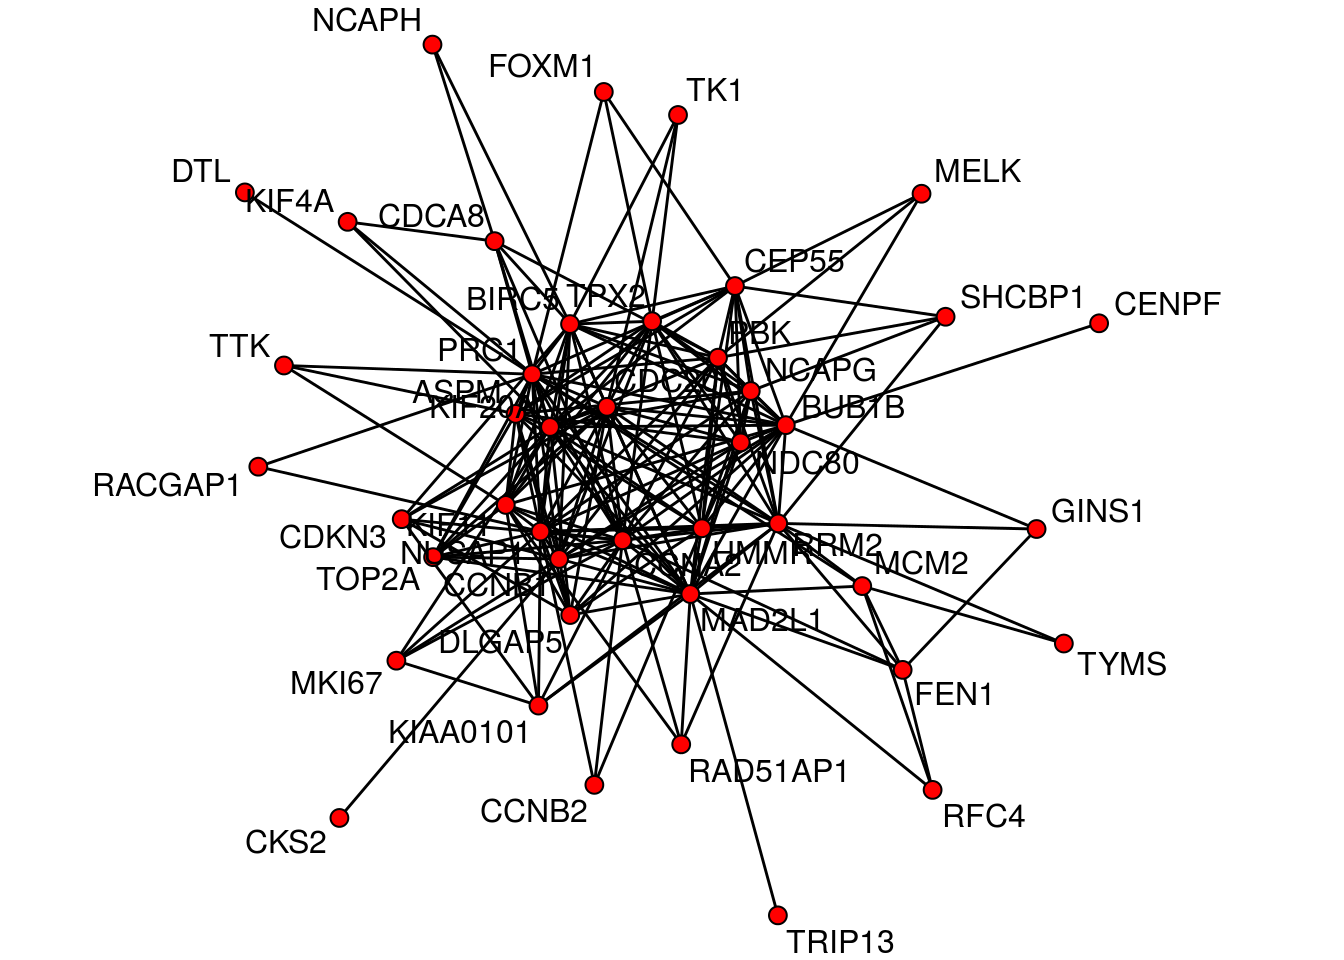 NCAPH
FOXM1
TK1
DTL
KIF4A
CDCA8
MELK
CEP55
SHCBP1
CENPF
BIRC5
TPX2
PBK
TTK
PRC1
NCAPG
ASPM
KIF20A
BUB1B
NDC80
RACGAP1
GINS1
CDKN3
HMMR
RRM2
MCM2
TOP2A
MAD2L1
DLGAP5
TYMS
MKI67
FEN1
KIAA0101
RAD51AP1
CCNB2
RFC4
CKS2
TRIP13